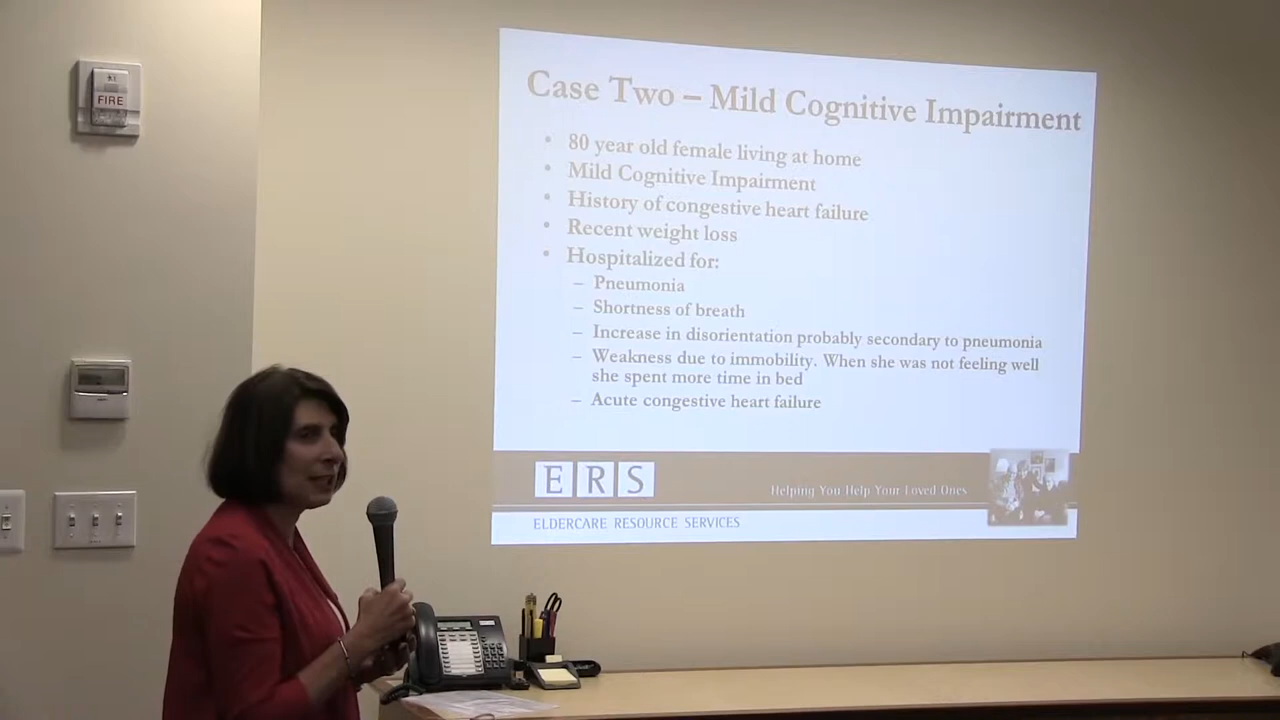 FIRE
Case Two – Mild Cognitive Impairment
• 80 year old female living at home
• Mild Cognitive Impairment
• History of congestive heart failure
• Recent weight loss
• Hospitalized for:
– Pneumonia
– Shortness of breath
– Increase in disorientation probably secondary to pneumonia
– Weakness due to immobility. When she was not feeling well
she spent more time in bed
– Acute congestive heart failure
ERS
Helping You Help Your Loved Ones
ELDERCARE RESOURCE SERVICES